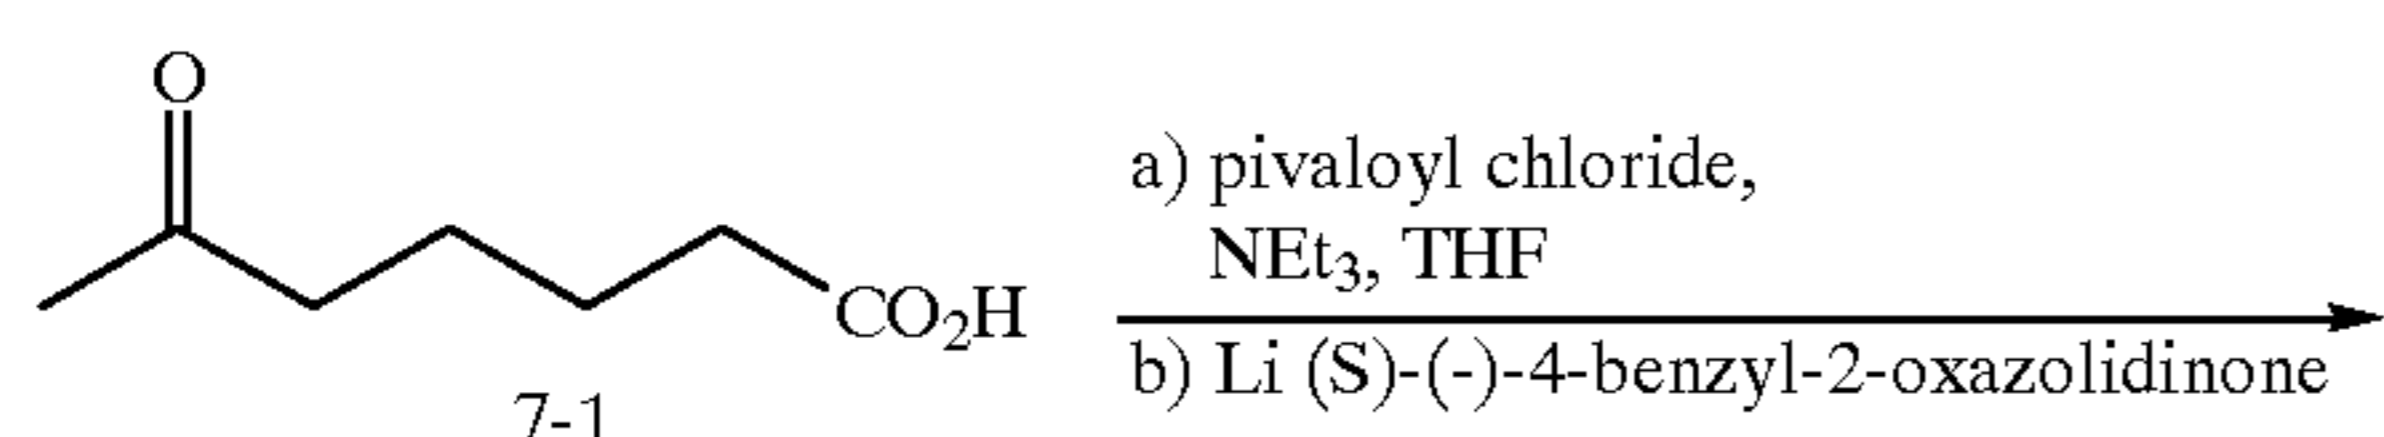 O
a) pivaloyl chloride,
NEt₃, THF
CO₂H
b) Li (S)-(-)-4-benzyl-2-oxazolidinone
7-1